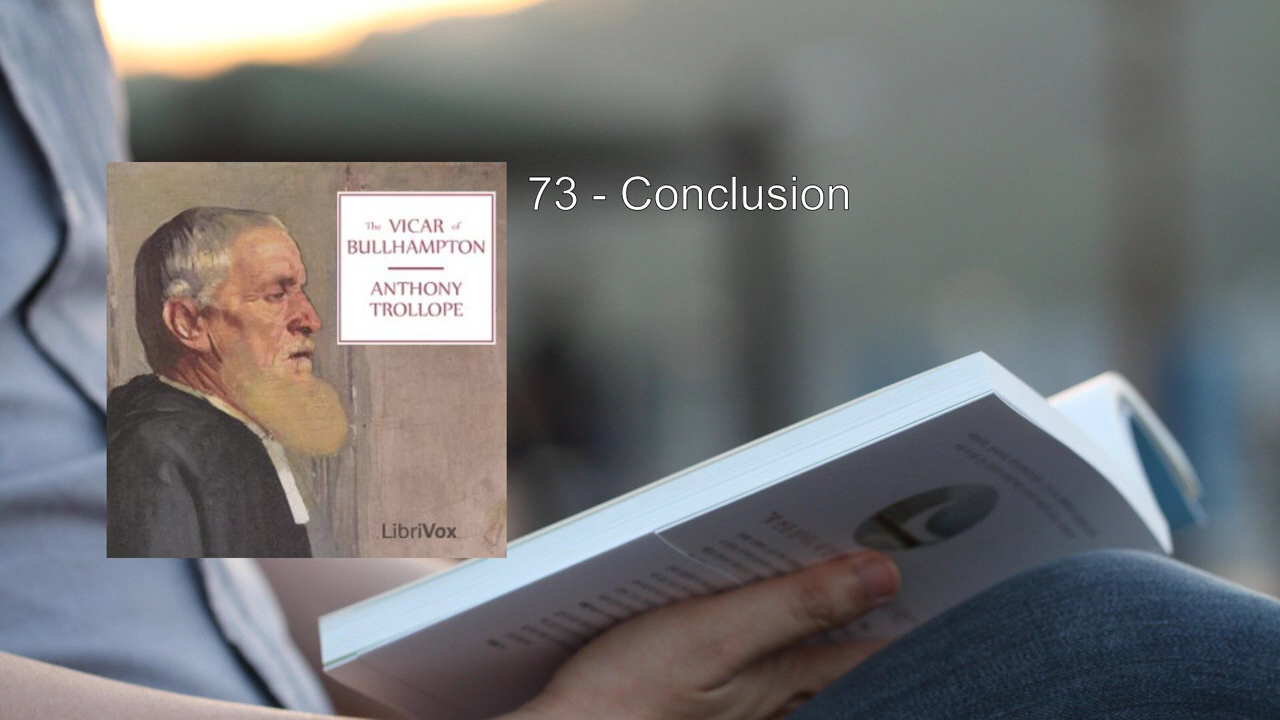 The VICAR of
BULLHAMPTON
ANTHONY
TROLLOPE
LibriVox
73 - Conclusion